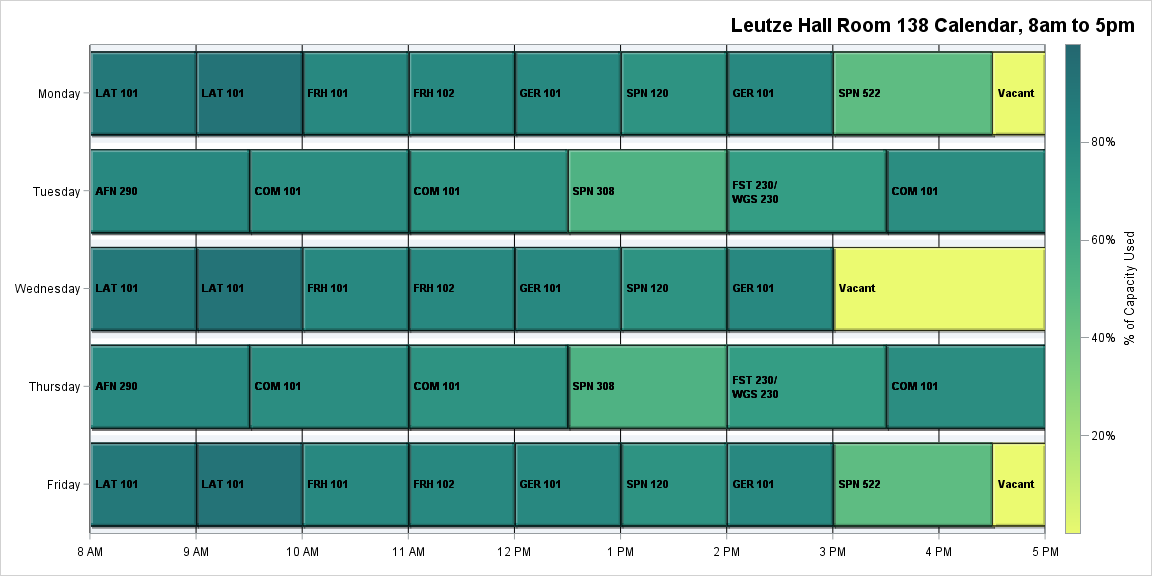 Leutze Hall Room 138 Calendar, 8am to 5pm
Monday
LAT 101
LAT 101
FRH 101
FRH 102
GER 101
SPN 120
GER 101
SPN 522
Vacant
Tuesday
AFN 290
COM 101
COM 101
SPN 308
FST 230/
WGS 230
COM 101
Wednesday
LAT 101
LAT 101
FRH 101
FRH 102
GER 101
SPN 120
GER 101
Vacant
Thursday
AFN 290
COM 101
COM 101
SPN 308
FST 230/
WGS 230
COM 101
Friday
LAT 101
LAT 101
FRH 101
FRH 102
GER 101
SPN 120
GER 101
SPN 522
Vacant
8 AM
9 AM
10 AM
11 AM
12 PM
1 PM
2 PM
3 PM
4 PM
5 PM
80%
60%
40%
20%
% of Capacity Used